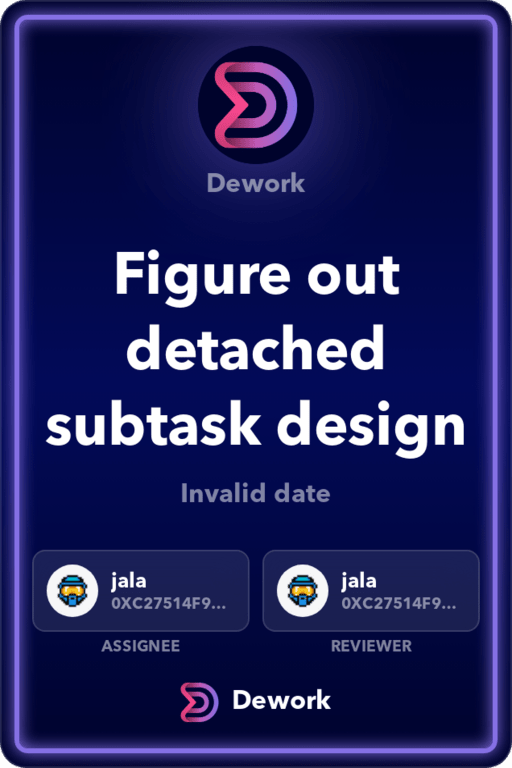 Dework
Figure out
detached
subtask design
Invalid date
jala
0XC27514F9...
jala
0XC27514F9...
ASSIGNEE
REVIEWER
Dework